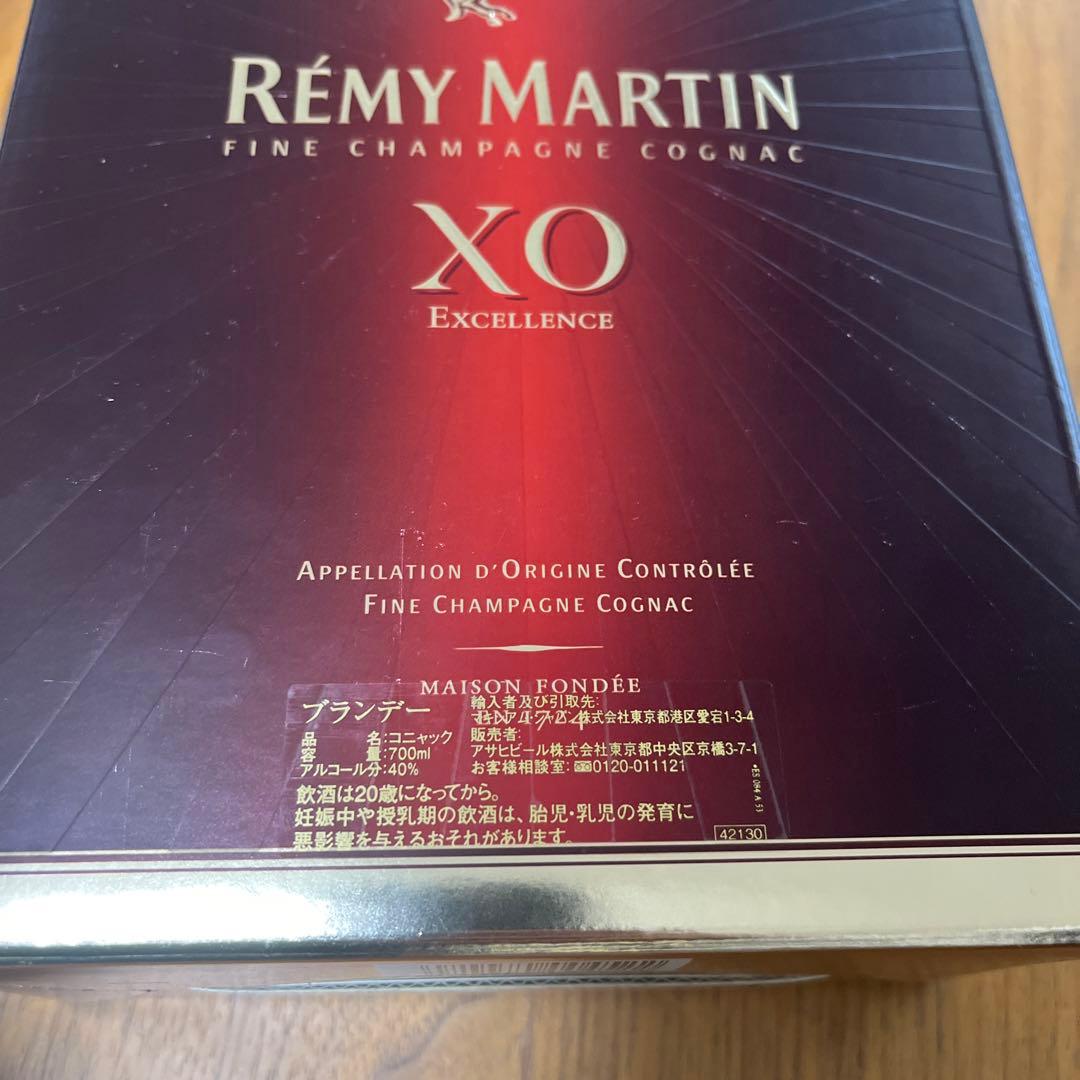 RÉMY MARTIN
FINE CHAMPAGNE COGNAC
XO
EXCELLENCE
APPELLATION D'ORIGINE CONTRÔLÉE
FINE CHAMPAGNE COGNAC
MAISON FONDÉE
EN 1724
ブランデー
品 名:コニャック
容 量:700ml
アルコール分:40%
輸入者及び引取先:
株式会社東京都港区愛宕1-3-4
販売者:
アサヒビール株式会社東京都中央区京橋3-7-1
お客様相談室:0120-011121
飲酒は20歳になってから。
妊娠中や授乳期の飲酒は、胎児・乳児の発育に
悪影響を与えるおそれがあります。
42130